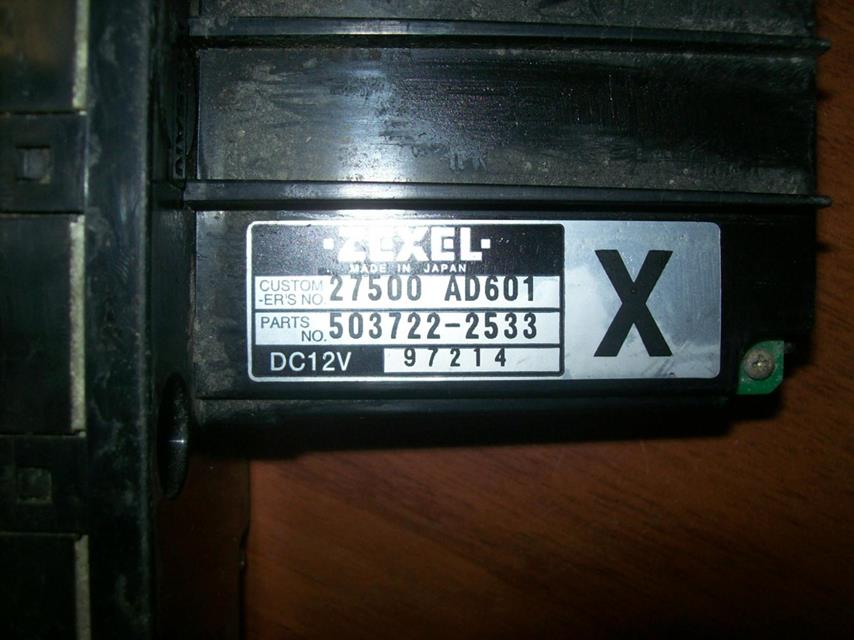 ·ZEXEL·
MADE IN JAPAN
CUSTOM
-ER'S NO. 27500 AD601
PARTS
NO. 503722-2533
DC12V 97214
X